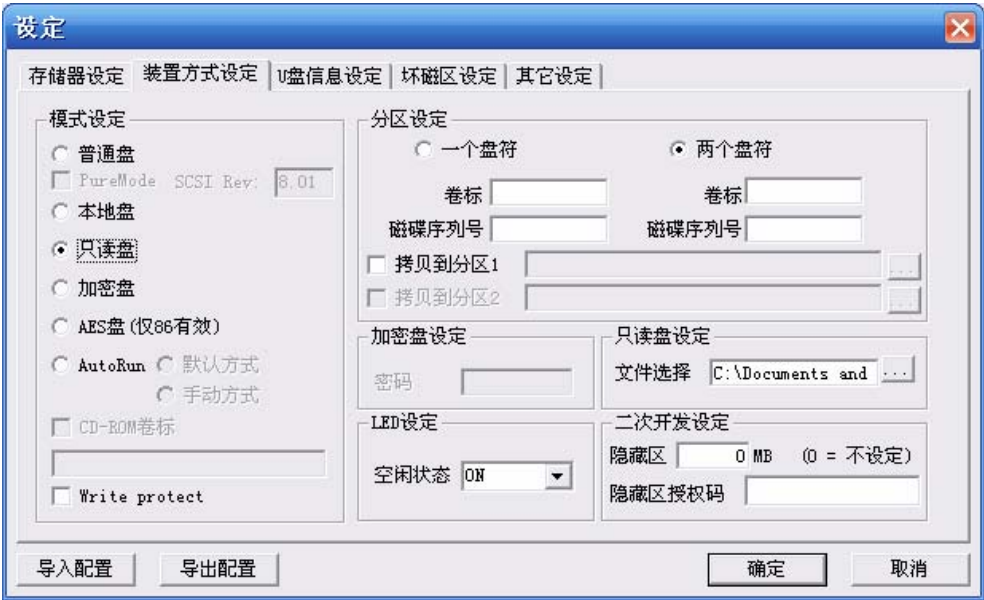 设定
存储器设定 装置方式设定 U盘信息设定 坏磁区设定 其它设定
模式设定
普通盘
PureMode SCSI Rev: 8.01
本地盘
只读盘
加密盘
AES盘(仅86有效)
AutoRun 默认方式
手动方式
CD-ROM卷标
Write protect
分区设定
一个盘符 两个盘符
卷标 卷标
磁碟序列号 磁碟序列号
拷贝到分区1 ...
拷贝到分区2 ...
加密盘设定
密码
只读盘设定
文件选择 C:\Documents and ...
LED设定
空闲状态 ON
二次开发设定
隐藏区 0 MB (0 = 不设定)
隐藏区授权码
导入配置 导出配置 确定 取消